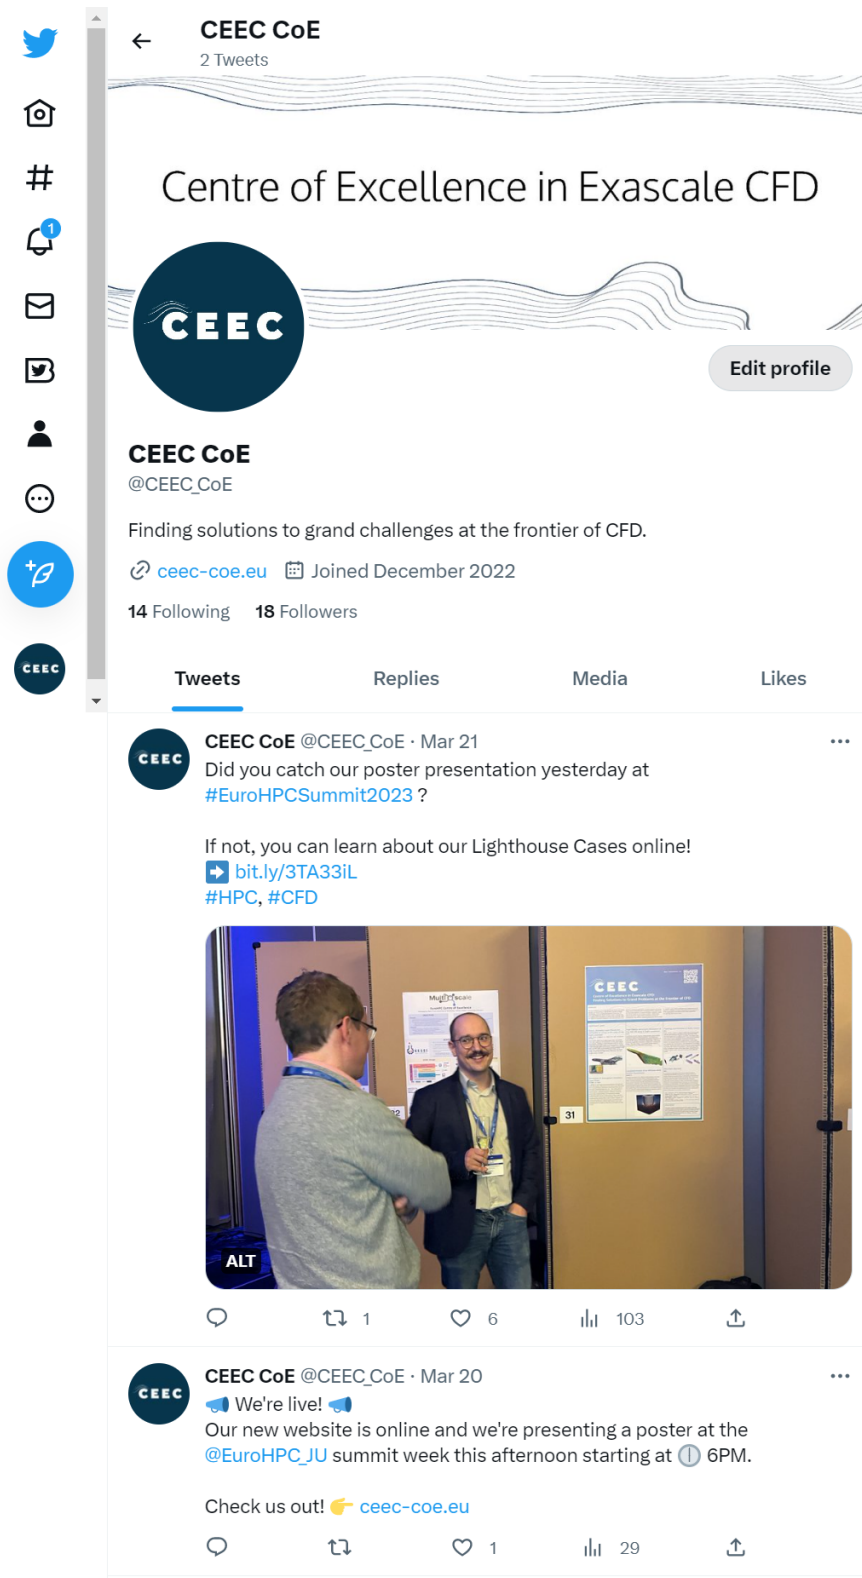 CEEC CoE
2 Tweets
Centre of Excellence in Exascale CFD
1
CEEC
Edit profile
CEEC CoE
@CEEC_CoE
Finding solutions to grand challenges at the frontier of CFD.
ceec-coe.eu Joined December 2022
14 Following 18 Followers
CEEC
Tweets Replies Media Likes
CEEC
CEEC CoE @CEEC_CoE · Mar 21
Did you catch our poster presentation yesterday at
#EuroHPCSummit2023 ?
If not, you can learn about our Lighthouse Cases online!
➡️ bit.ly/3TA33iL
#HPC, #CFD
CEEC
31
ALT
1 6 103
CEEC
CEEC CoE @CEEC_CoE · Mar 20
📣 We're live! 📣
Our new website is online and we're presenting a poster at the
@EuroHPC_JU summit week this afternoon starting at 🕕 6PM.
Check us out! 👉 ceec-coe.eu
1 29